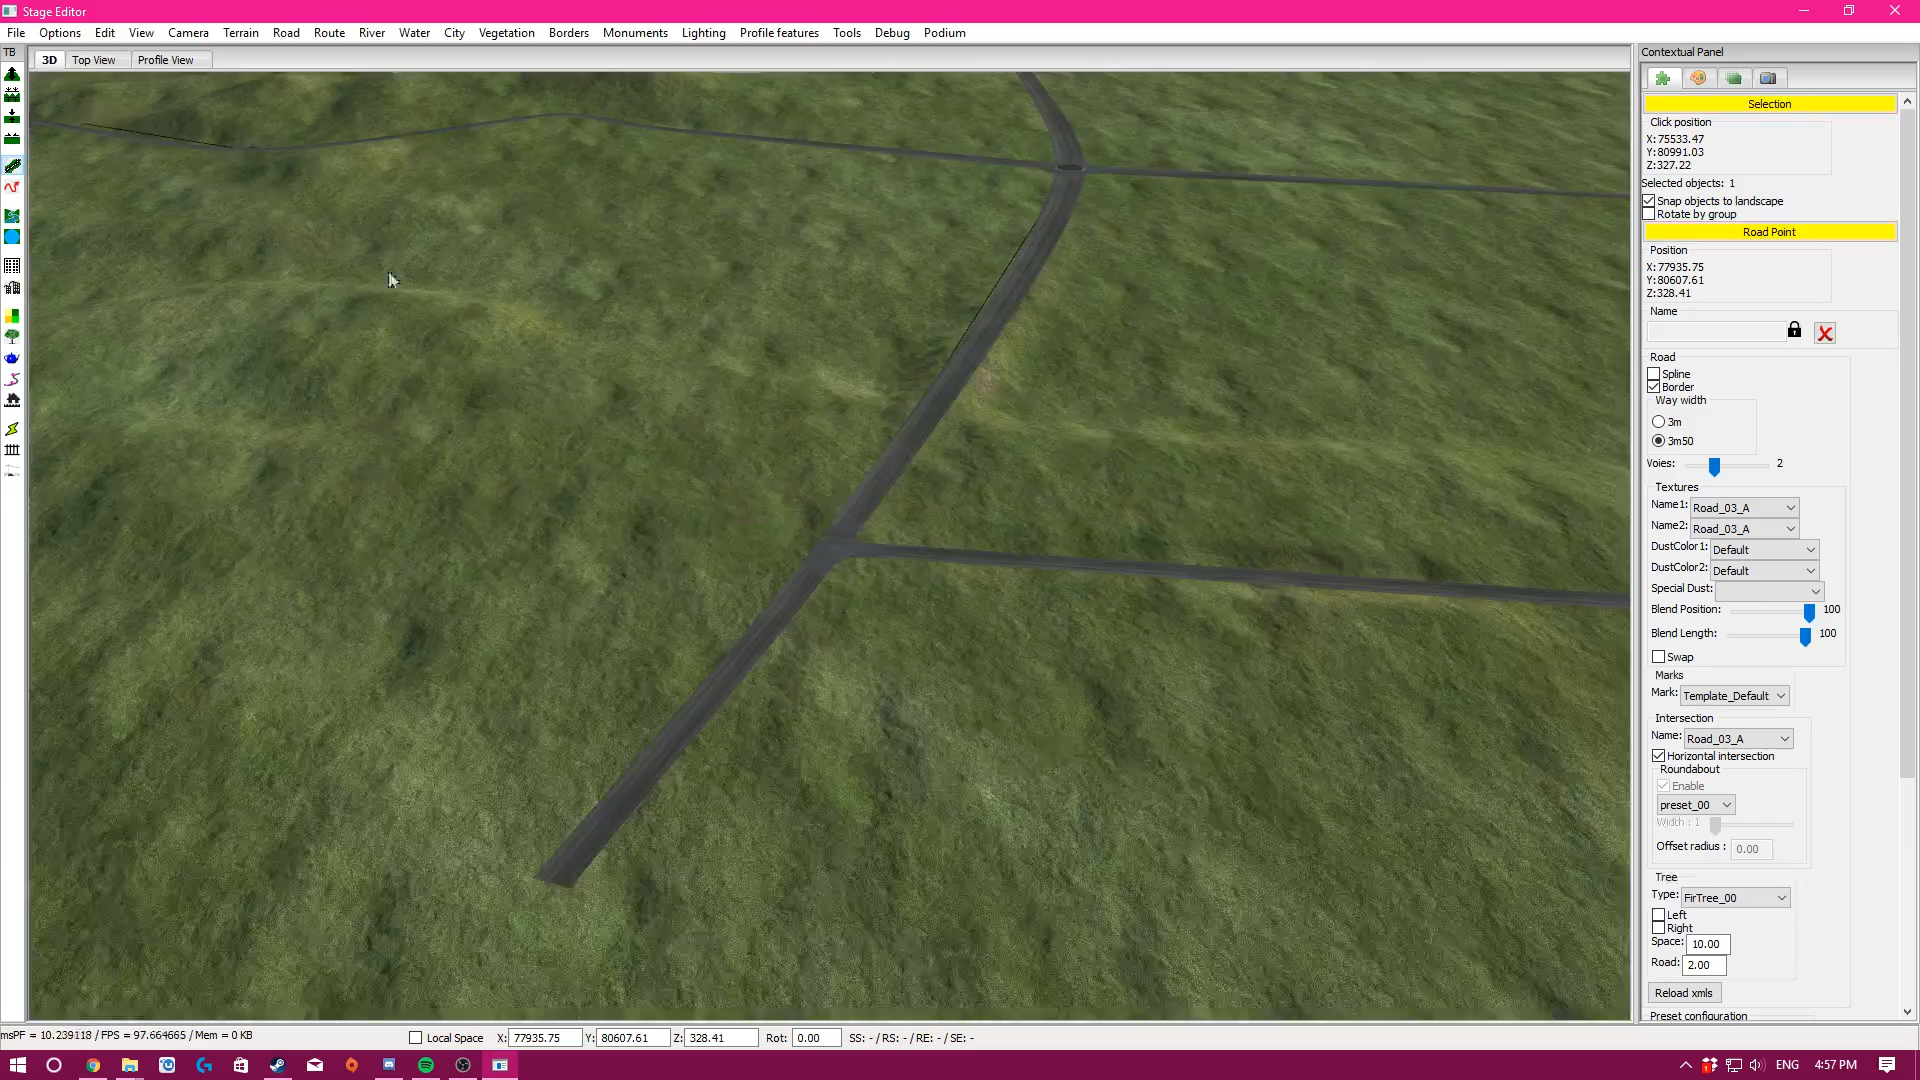 Stage Editor
File Options Edit View Camera Terrain Road Route River Water City Vegetation Borders Monuments Lighting Profile features Tools Debug Podium
TB
3D Top View Profile View
Contextual Panel
Selection
Click position
X:75533.47
Y:80991.03
Z:327.22
Selected objects: 1
Snap objects to landscape
Rotate by group
Road Point
Position
X:77935.75
Y:80607.61
Z:328.41
Name
Road
Spline
Border
Way width
3m
3m50
Voies: 2
Textures
Name1: Road_03_A
Name2: Road_03_A
DustColor1: Default
DustColor2: Default
Special Dust:
Blend Position: 100
Blend Length: 100
Swap
Marks
Mark: Template_Default
Intersection
Name: Road_03_A
Horizontal intersection
Roundabout
Enable
preset_00
Width : 1
Offset radius : 0.00
Tree
Type: FirTree_00
Left
Right
Space: 10.00
Road: 2.00
Reload xmls
Preset configuration
msPF = 10.239118 / FPS = 97.664665 / Mem = 0 KB
Local Space X: 77935.75 Y: 80607.61 Z: 328.41 Rot: 0.00 SS: - / RS: - / RE: - / SE: -
ENG 4:57 PM